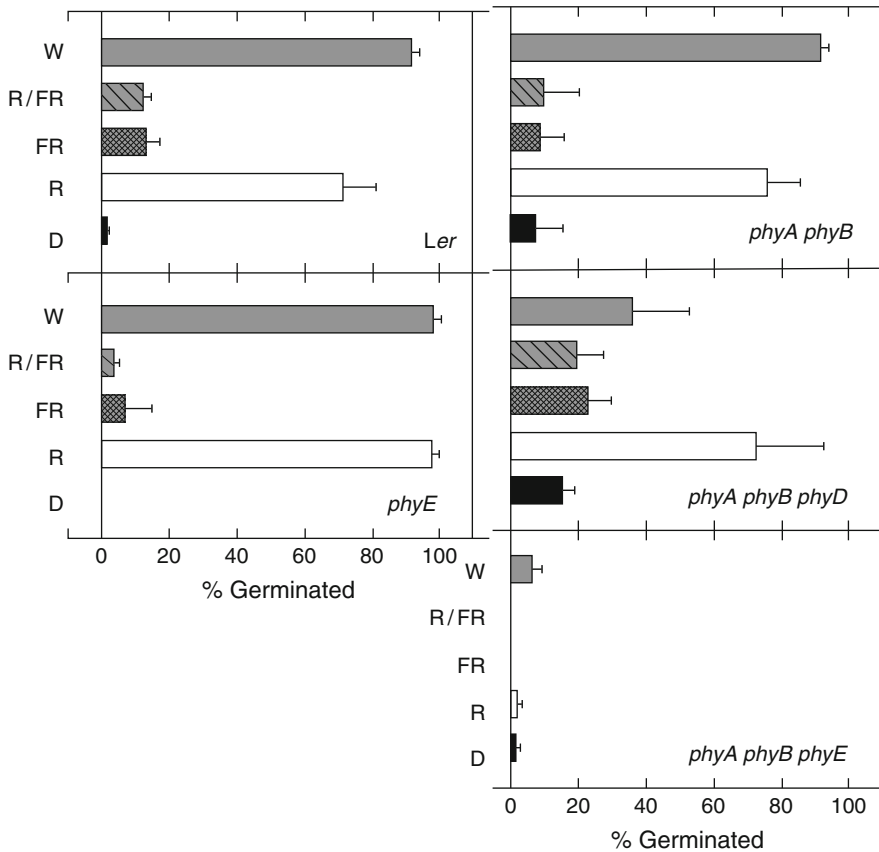 W
R/FR
FR
R
D
Ler
phyA phyB
W
R/FR
FR
R
D
phyE
phyA phyB phyD
0 20 40 60 80 100
% Germinated
W
R/FR
FR
R
D
phyA phyB phyE
0 20 40 60 80 100
% Germinated